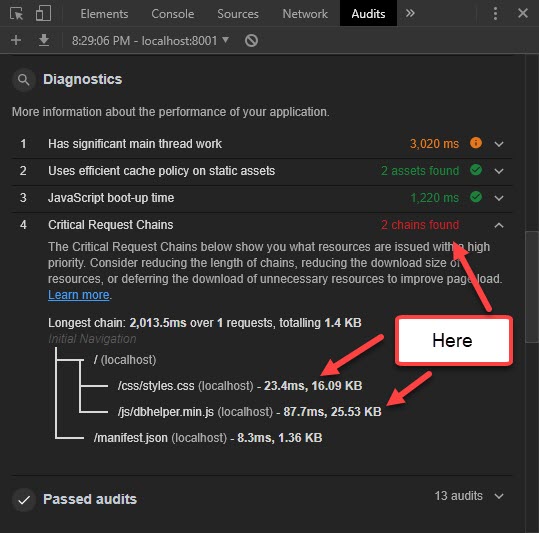 Elements Console Sources Network Audits »
8:29:06 PM - localhost:8001
Diagnostics
More information about the performance of your application.
1 Has significant main thread work 3,020 ms
2 Uses efficient cache policy on static assets 2 assets found
3 JavaScript boot-up time 1,220 ms
4 Critical Request Chains 2 chains found
The Critical Request Chains below show you what resources are issued with a high
priority. Consider reducing the length of chains, reducing the download size of
resources, or deferring the download of unnecessary resources to improve page load.
Learn more.
Here
Longest chain: 2,013.5ms over 1 requests, totalling 1.4 KB
Initial Navigation
/ (localhost)
/css/styles.css (localhost) - 23.4ms, 16.09 KB
/js/dbhelper.min.js (localhost) - 87.7ms, 25.53 KB
/manifest.json (localhost) - 8.3ms, 1.36 KB
Passed audits 13 audits